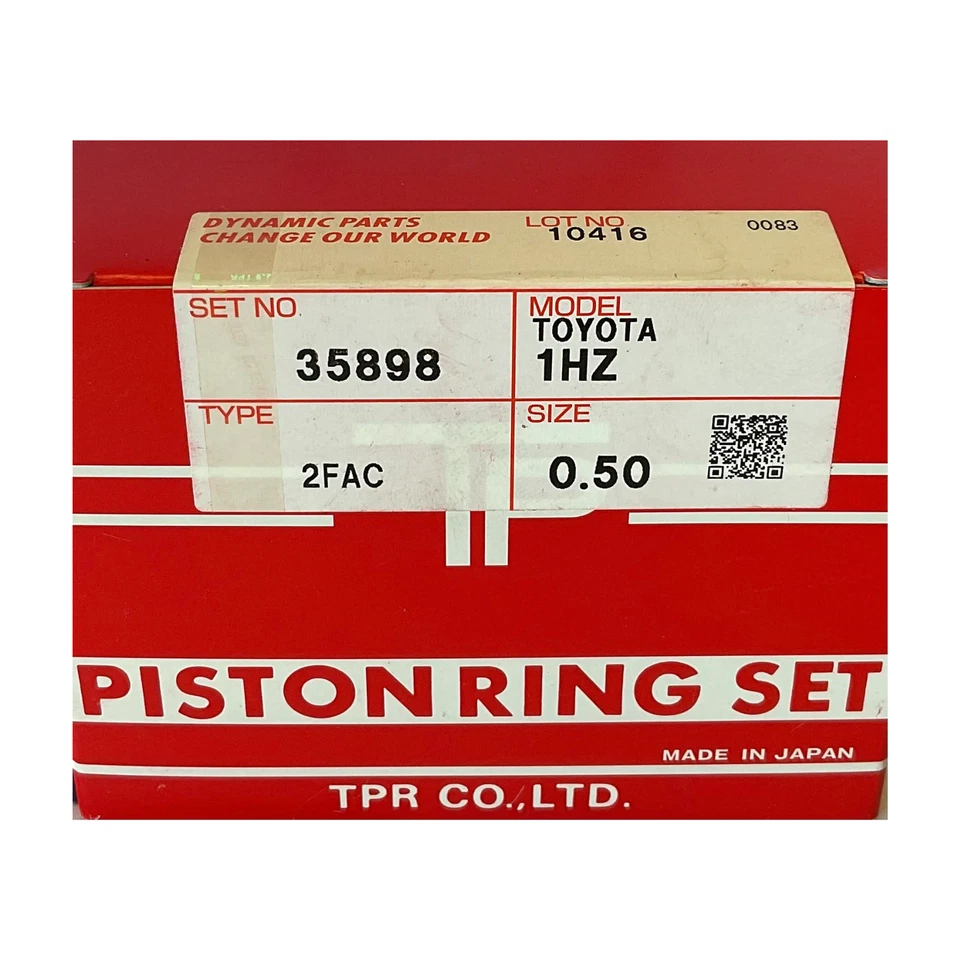 DYNAMIC PARTS
CHANGE OUR WORLD
LOT NO
10416
0083
SET NO
35898
MODEL
TOYOTA
1HZ
TYPE
2FAC
SIZE
0.50
TP
PISTON RING SET
MADE IN JAPAN
TPR CO.,LTD.